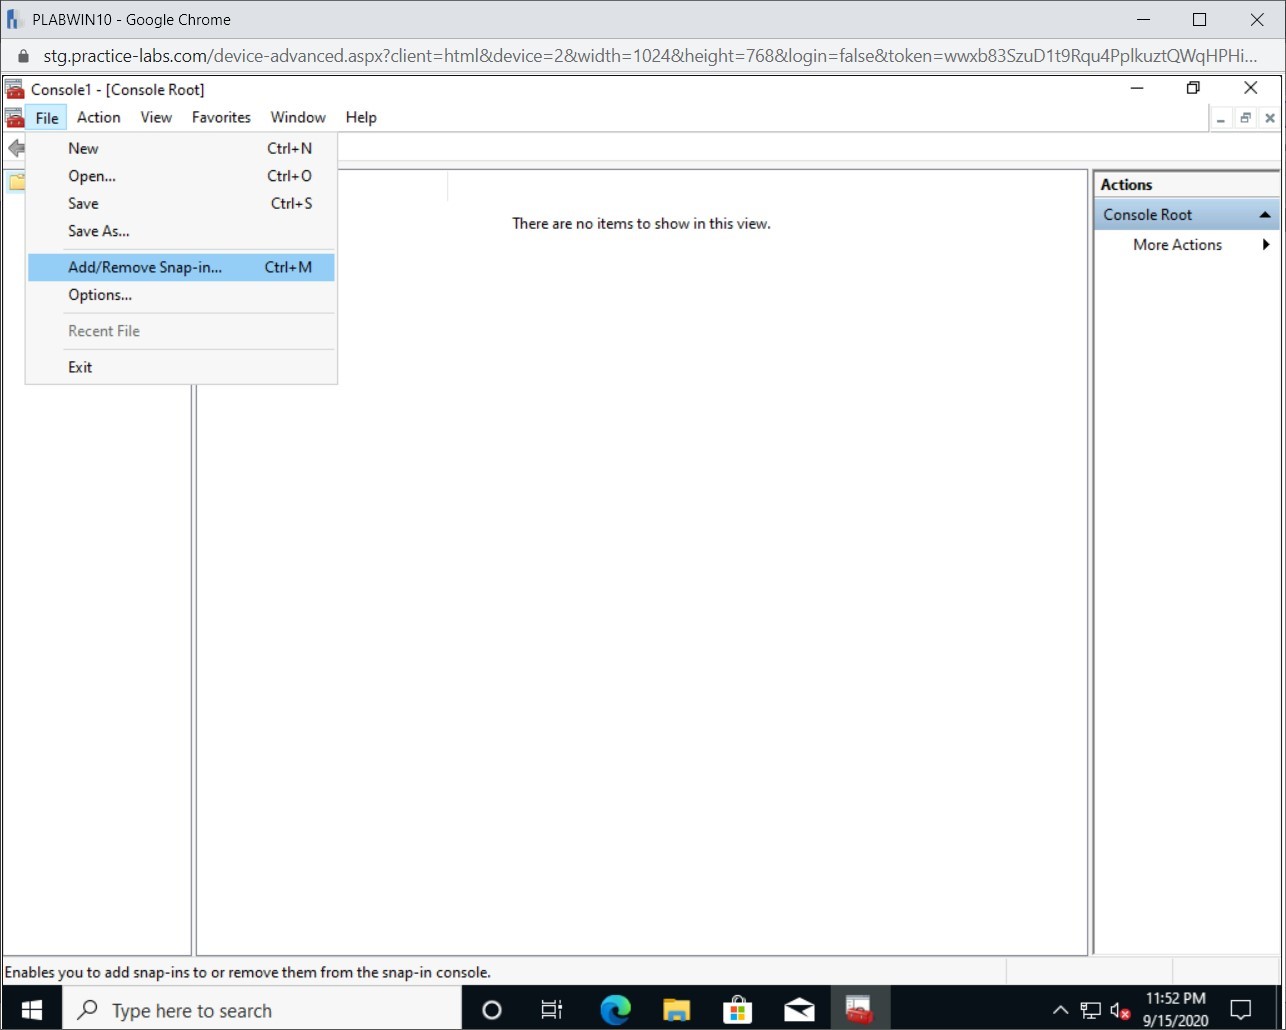 PLABWIN10 - Google Chrome
stg.practice-labs.com/device-advanced.aspx?client=html&device=2&width=1024&height=768&login=false&token=wwxb83SzuD1t9Rqu4PplkuztQWqHPHi...
Console1 - [Console Root]
File Action View Favorites Window Help
New Ctrl+N
Open... Ctrl+O
Save Ctrl+S
Save As...
Add/Remove Snap-in... Ctrl+M
Options...
Recent File
Exit
There are no items to show in this view.
Actions
Console Root
More Actions
Enables you to add snap-ins to or remove them from the snap-in console.
Type here to search
11:52 PM
9/15/2020